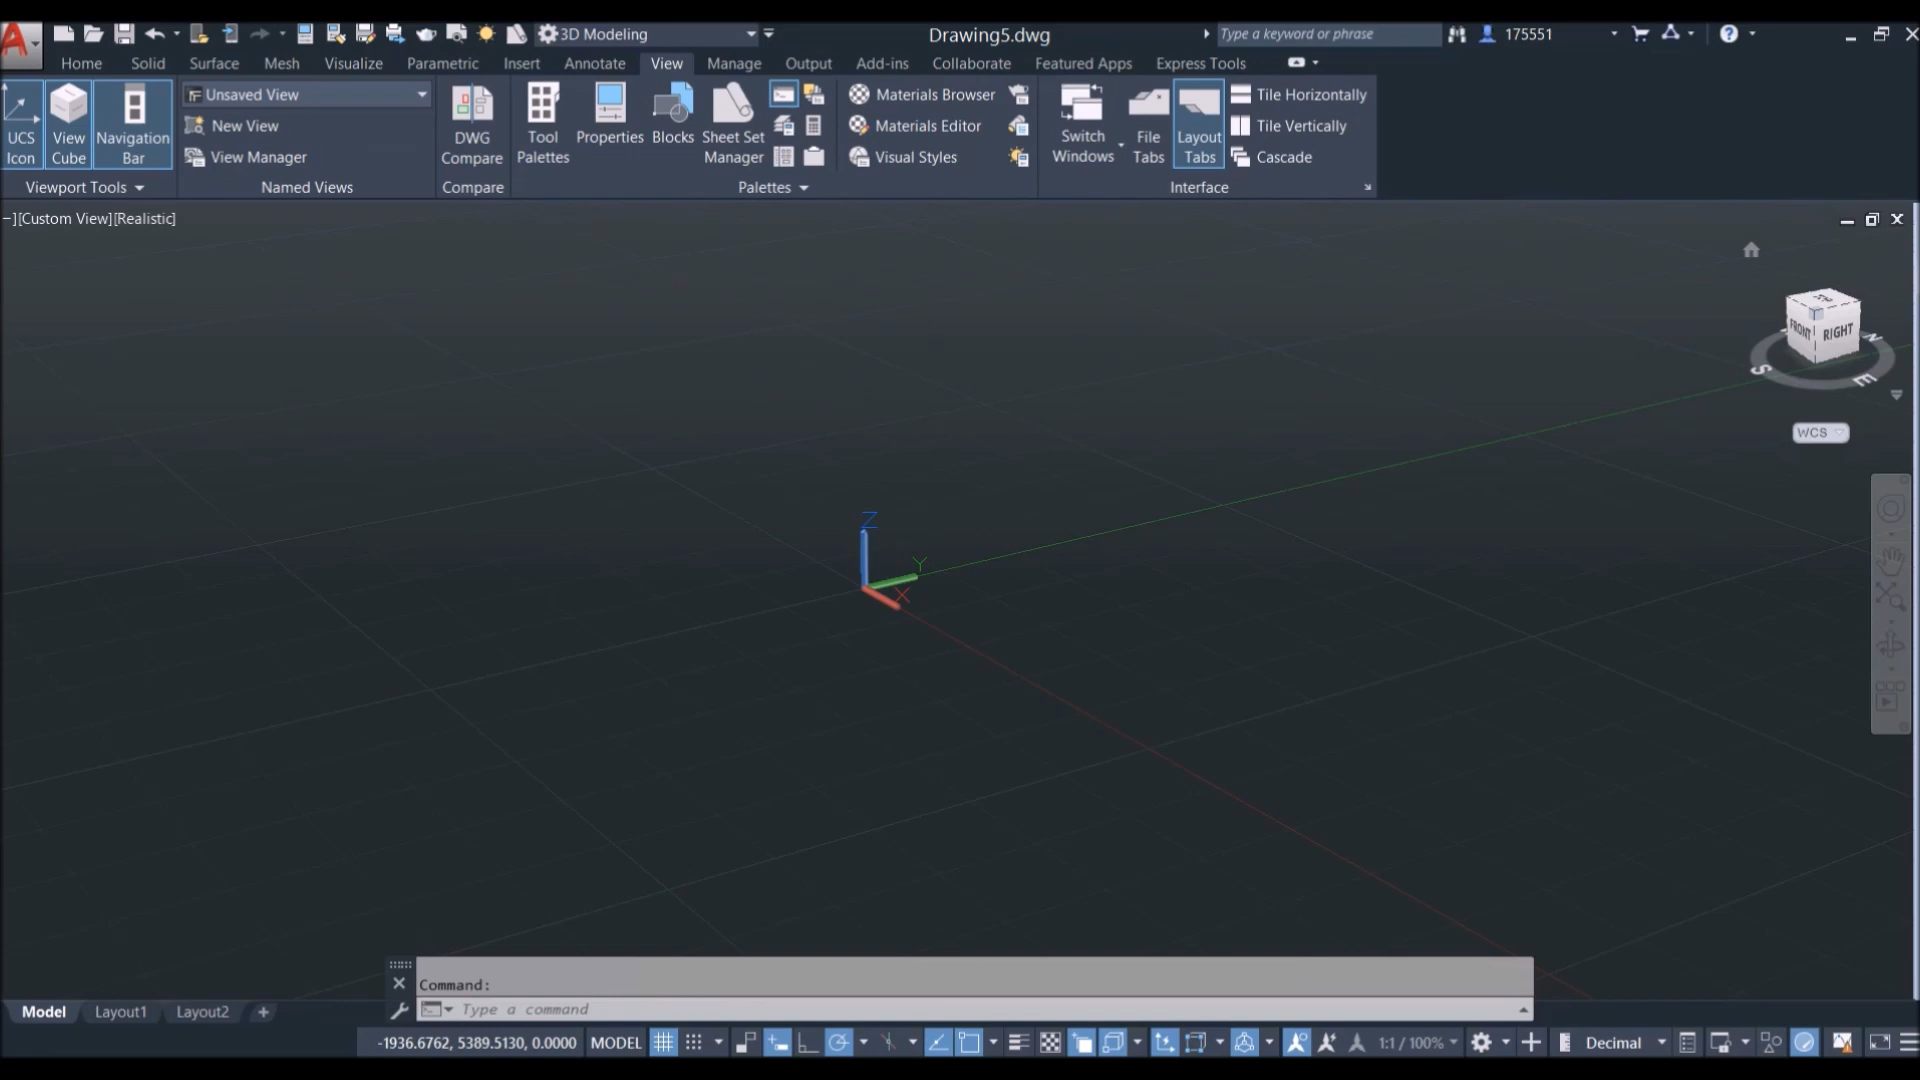 3D Modeling
Drawing5.dwg
Type a keyword or phrase
175551
Home Solid Surface Mesh Visualize Parametric Insert Annotate View Manage Output Add-ins Collaborate Featured Apps Express Tools
UCS Icon
View Cube
Navigation Bar
Viewport Tools
Unsaved View
New View
View Manager
Named Views
DWG Compare
Compare
Tool Palettes
Properties
Blocks
Sheet Set Manager
Materials Browser
Materials Editor
Visual Styles
Palettes
Switch Windows
File Tabs
Layout Tabs
Tile Horizontally
Tile Vertically
Cascade
Interface
−][Custom View][Realistic]
TOP
FRONT
RIGHT
N
S
E
WCS
Z
Y
X
Command:
Type a command
Model Layout1 Layout2 +
-1936.6762, 5389.5130, 0.0000 MODEL 1:1 / 100% Decimal